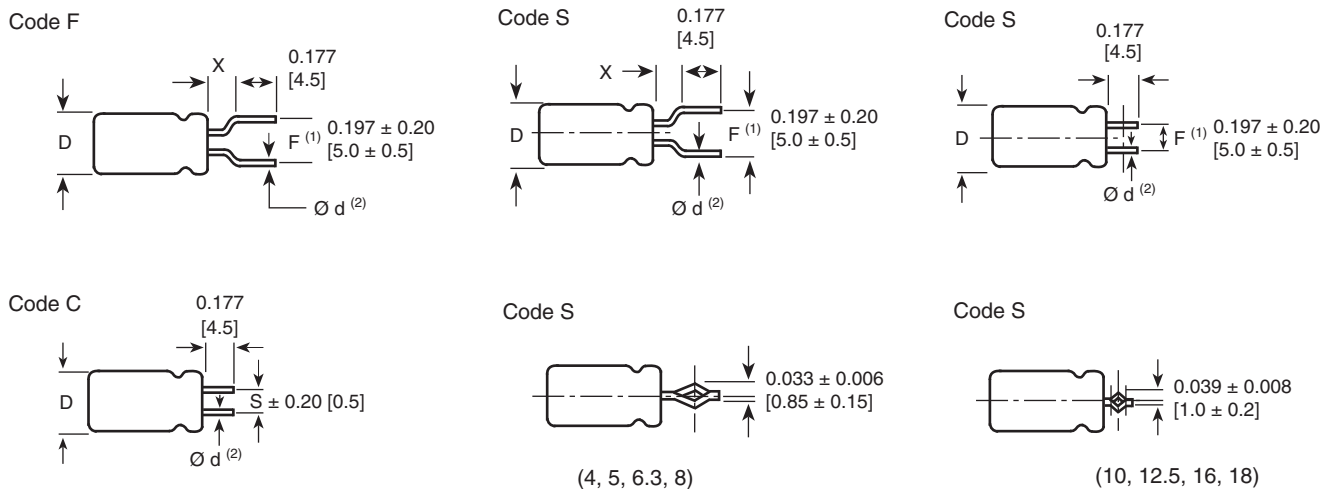 Code F
X
0.177
[4.5]
D
F (1)
0.197 ± 0.20
[5.0 ± 0.5]
Ø d (2)
Code S
0.177
[4.5]
X
D
F (1)
0.197 ± 0.20
[5.0 ± 0.5]
Ø d (2)
Code S
0.177
[4.5]
D
F (1)
0.197 ± 0.20
[5.0 ± 0.5]
Ø d (2)
Code C
0.177
[4.5]
D
S ± 0.20 [0.5]
Ø d (2)
Code S
0.033 ± 0.006
[0.85 ± 0.15]
(4, 5, 6.3, 8)
Code S
0.039 ± 0.008
[1.0 ± 0.2]
(10, 12.5, 16, 18)